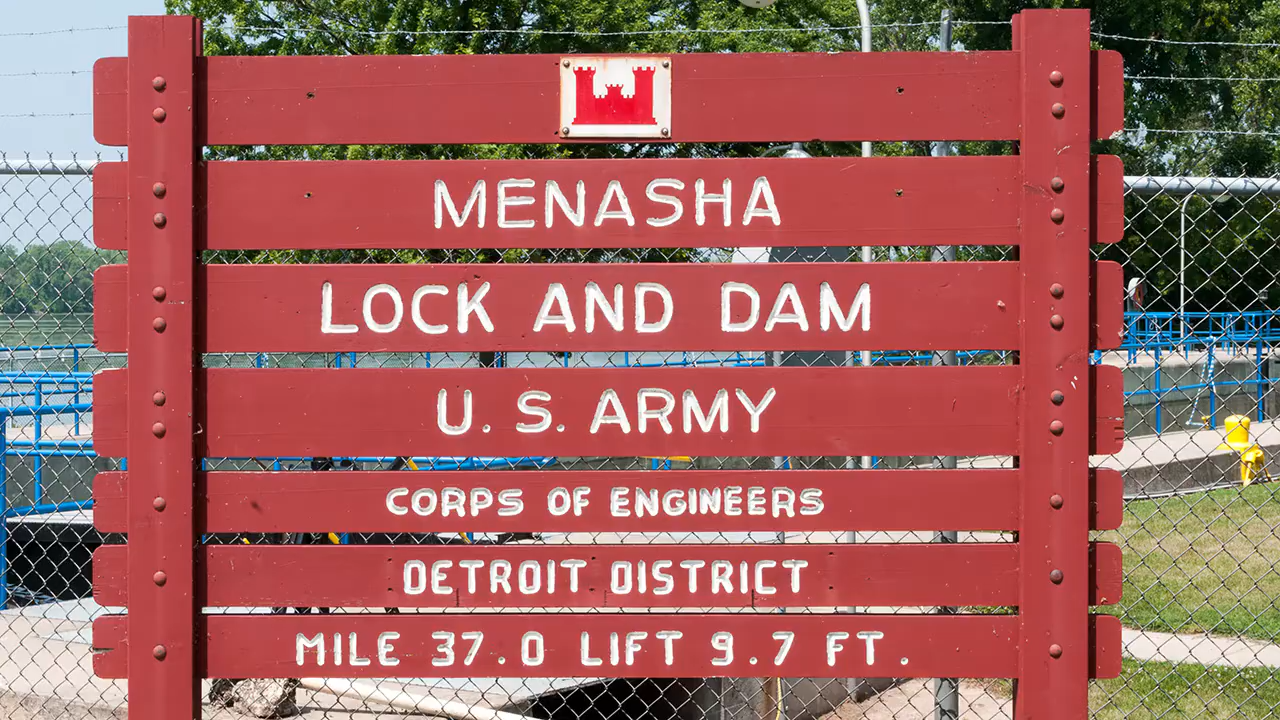 MENASHA
LOCK AND DAM
U.S. ARMY
CORPS OF ENGINEERS
DETROIT DISTRICT
MILE 37.0 LIFT 9.7 FT.